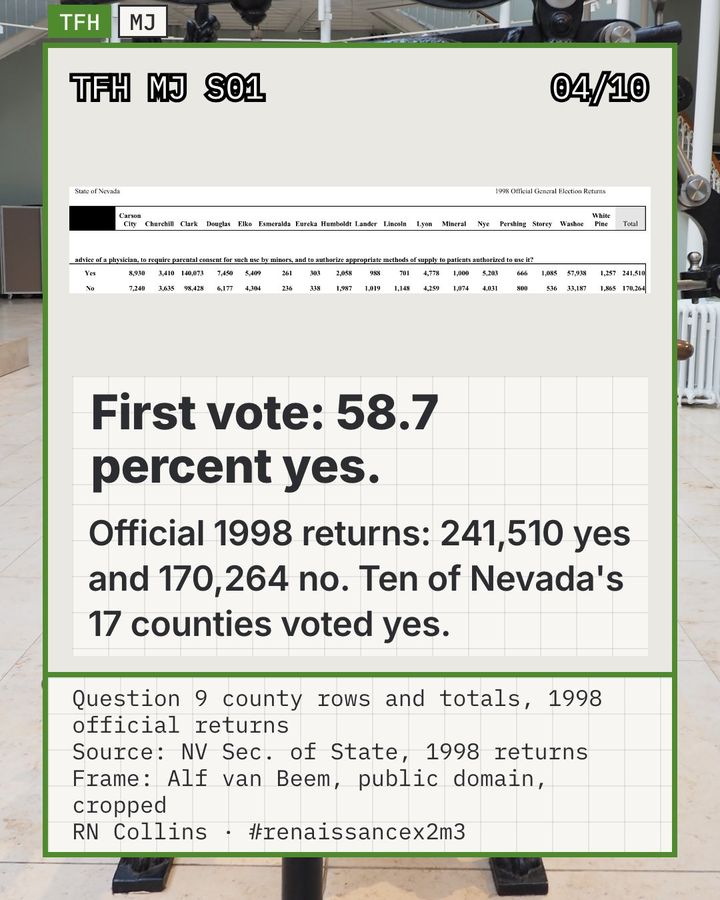 TFH MJ
TFH MJ S01 04/10
State of Nevada 1998 Official General Election Returns
Carson City Churchill Clark Douglas Elko Esmeralda Eureka Humboldt Lander Lincoln Lyon Mineral Nye Pershing Storey Washoe White Pine Total
advice of a physician, to require parental consent for such use by minors, and to authorize appropriate methods of supply to patients authorized to use it?
Yes 8,930 3,410 140,073 7,450 5,409 261 303 2,058 988 701 4,778 1,000 5,203 666 1,085 57,938 1,257 241,510
No 7,240 3,635 98,428 6,177 4,304 236 338 1,987 1,019 1,148 4,259 1,074 4,031 800 536 33,187 1,865 170,264
First vote: 58.7
percent yes.
Official 1998 returns: 241,510 yes
and 170,264 no. Ten of Nevada's
17 counties voted yes.
Question 9 county rows and totals, 1998
official returns
Source: NV Sec. of State, 1998 returns
Frame: Alf van Beem, public domain,
cropped
RN Collins · #renaissancex2m3